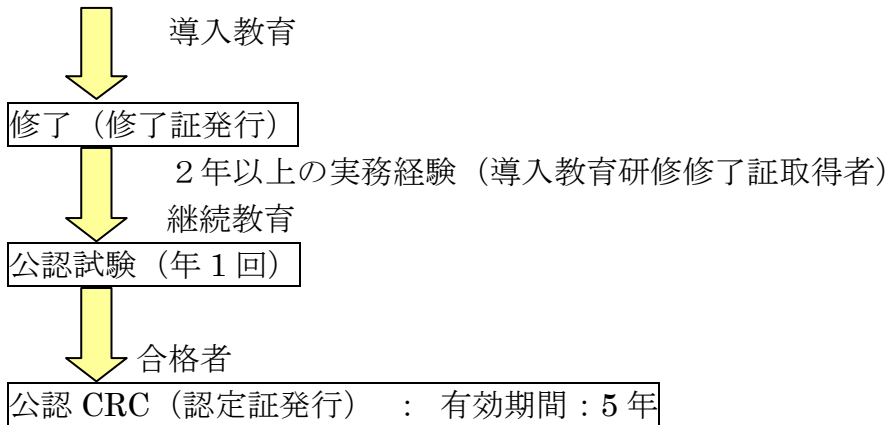 導入教育
修了（修了証発行）
２年以上の実務経験（導入教育研修修了証取得者）
継続教育
公認試験（年１回）
合格者
公認 CRC（認定証発行）　:　有効期間：5 年